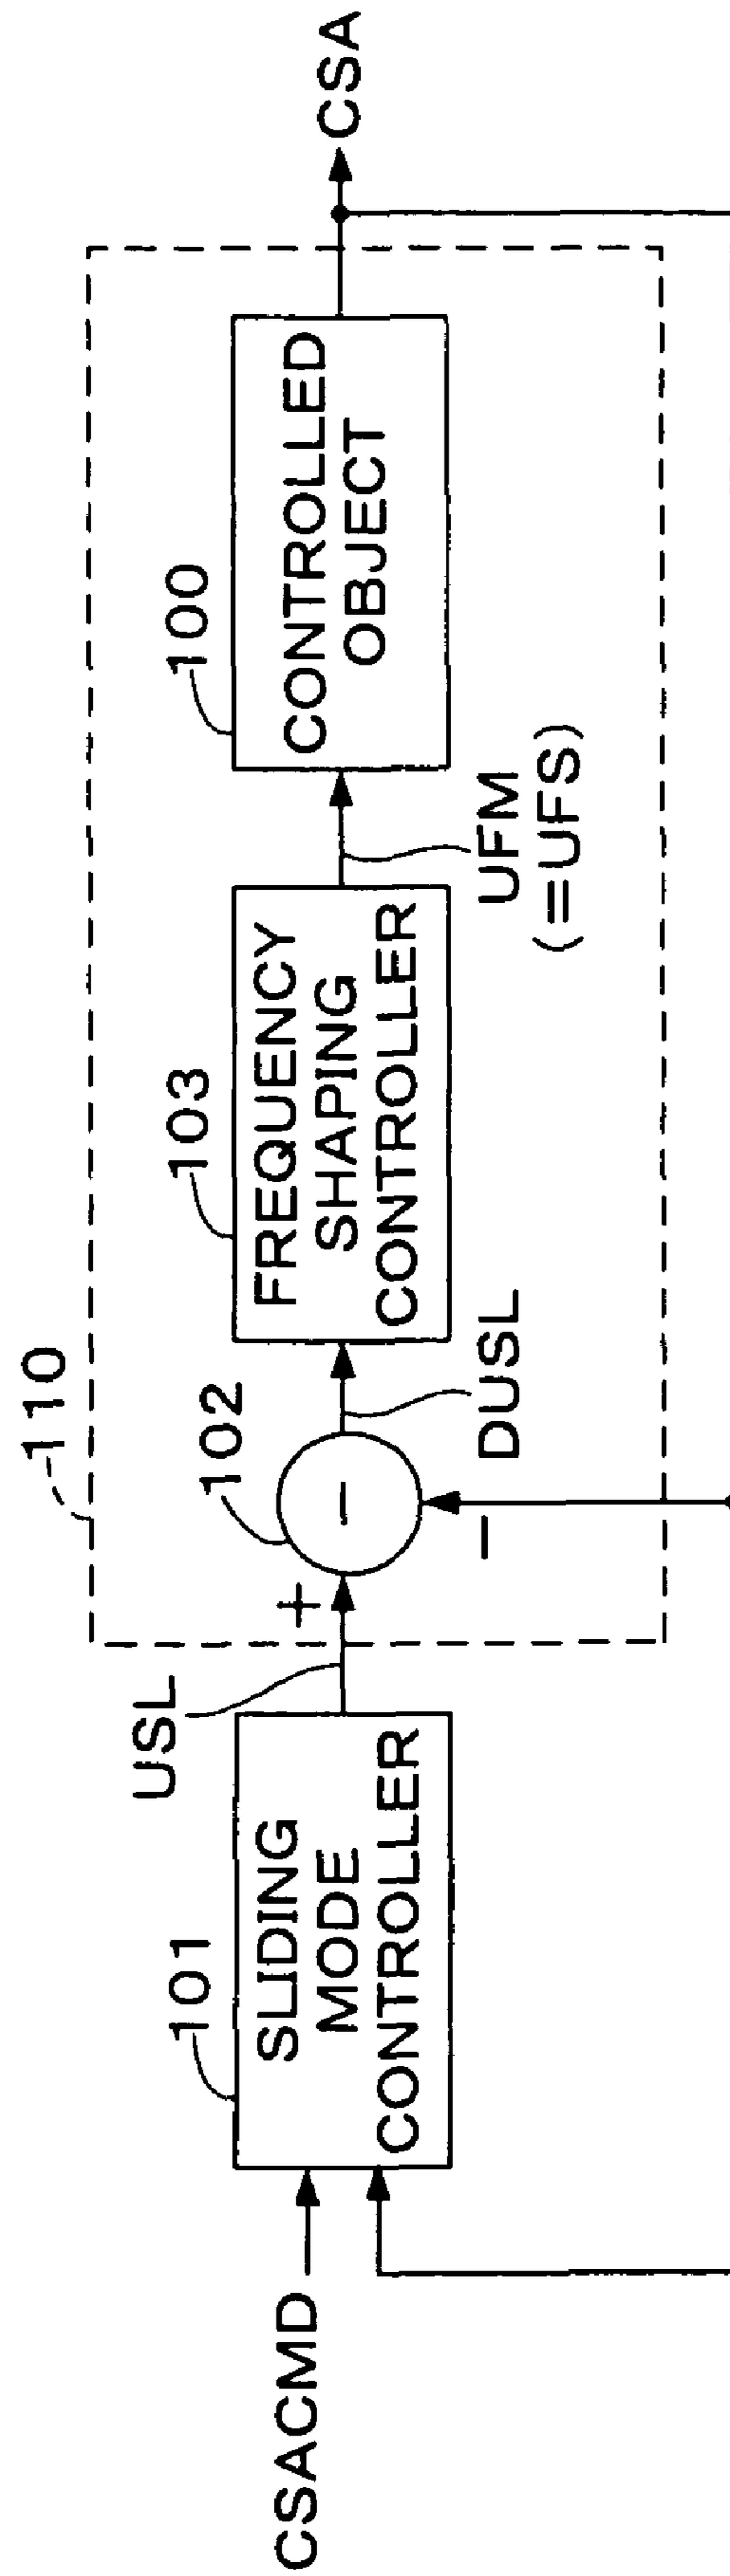 CSACMD
101
SLIDING
MODE
CONTROLLER
USL
110
+
102
−
−
DUSL
103
FREQUENCY
SHAPING
CONTROLLER
UFM
(=UFS)
100
CONTROLLED
OBJECT
CSA